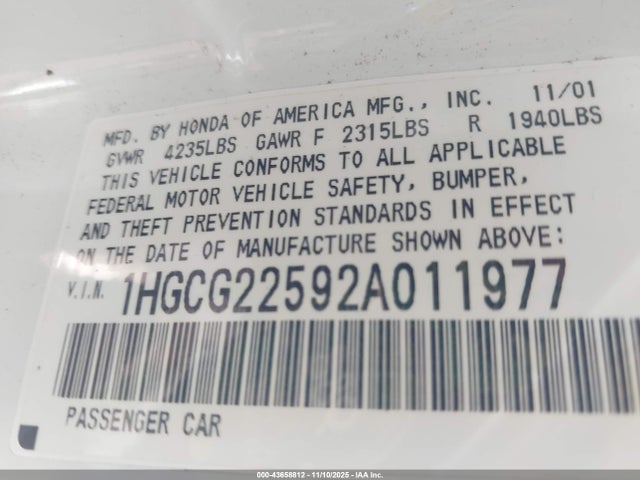 MFD. BY HONDA OF AMERICA MFG., INC. 11/01
GVWR 4235LBS GAWR F 2315LBS R 1940LBS
THIS VEHICLE CONFORMS TO ALL APPLICABLE
FEDERAL MOTOR VEHICLE SAFETY, BUMPER,
AND THEFT PREVENTION STANDARDS IN EFFECT
ON THE DATE OF MANUFACTURE SHOWN ABOVE:
V.I.N. 1HGCG22592A011977
PASSENGER CAR
000-43658812 - 11/10/2025 - IAA Inc.